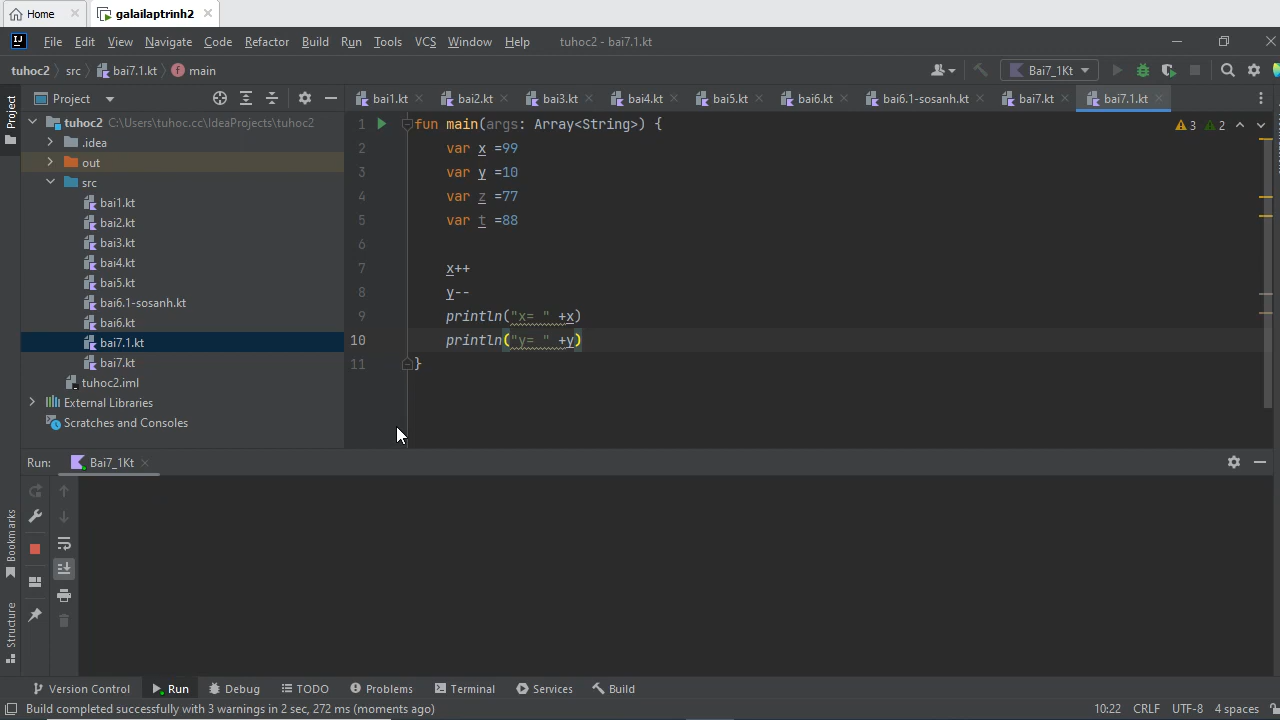 Home
galailaptrinh2
File Edit View Navigate Code Refactor Build Run Tools VCS Window Help tuhoc2 - bai7.1.kt
tuhoc2 src bai7.1.kt main
Bai7_1Kt
Project
Project
tuhoc2 C:\Users\tuhoc.cc\IdeaProjects\tuhoc2
.idea
out
src
bai1.kt
bai2.kt
bai3.kt
bai4.kt
bai5.kt
bai6.1-sosanh.kt
bai6.kt
bai7.1.kt
bai7.kt
tuhoc2.iml
External Libraries
Scratches and Consoles
bai1.kt bai2.kt bai3.kt bai4.kt bai5.kt bai6.kt bai6.1-sosanh.kt bai7.kt bai7.1.kt
3 2
1 fun main(args: Array<String>) {
2 var x =99
3 var y =10
4 var z =77
5 var t =88
6
7 x++
8 y--
9 println("x= " +x)
10 println("y= " +y)
11 }
Run: Bai7_1Kt
Bookmarks
Structure
Version Control Run Debug TODO Problems Terminal Services Build
Build completed successfully with 3 warnings in 2 sec, 272 ms (moments ago)
10:22 CRLF UTF-8 4 spaces